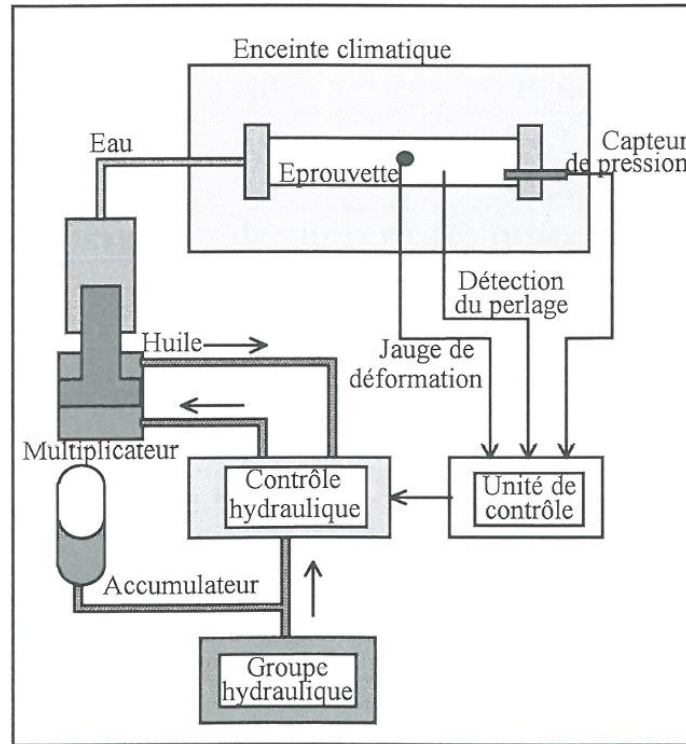 Enceinte climatique
Eau
Capteur
de pression
Eprouvette
Détection
du perlage
Huile
Jauge de
déformation
Multiplicateur
Contrôle
hydraulique
Unité de
contrôle
Accumulateur
Groupe
hydraulique